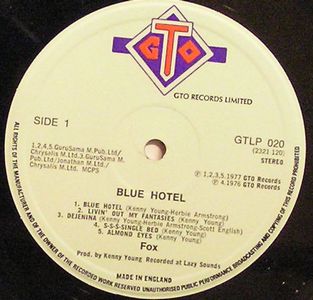 GTO
GTO RECORDS LIMITED
SIDE 1
GTLP 020
(2321 120)
STEREO
1,2,4,5.GuruSama M.Pub.Ltd/
Chrysalis M.Ltd.3.GuruSama M.
Pub.Ltd/Jonathan M.Ltd/
Chrysalis M.Ltd. MCPS
℗ 1,2,3,5.1977 GTO Records
℗ 4.1976 GTO Records
BLUE HOTEL
1. BLUE HOTEL (Kenny Young-Herbie Armstrong)
2. LIVIN' OUT MY FANTASIES (Kenny Young)
3. DEJENINA (Kenny Young-Herbie Armstrong-Scott English)
4. S-S-S-SINGLE BED (Kenny Young)
5. ALMOND EYES (Kenny Young)
FOX
Prod. by Kenny Young Recorded at Lazy Sounds
MADE IN ENGLAND
ALL RIGHTS OF THE MANUFACTURER AND OF THE OWNER OF THE RECORDED WORK RESERVED UNAUTHORISED PUBLIC PERFORMANCE BROADCASTING AND COPYING OF THIS RECORD PROHIBITED